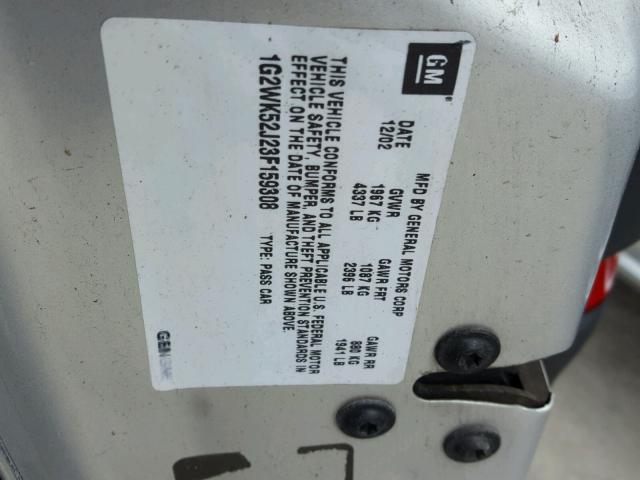 GM
MFD BY GENERAL MOTORS CORP
DATE GVWR GAWR FRT GAWR RR
12/02 1967 KG 1087 KG 880 KG
4337 LB 2396 LB 1941 LB
THIS VEHICLE CONFORMS TO ALL APPLICABLE U.S. FEDERAL MOTOR
VEHICLE SAFETY, BUMPER, AND THEFT PREVENTION STANDARDS IN
EFFECT ON THE DATE OF MANUFACTURE SHOWN ABOVE.
1G2WK52J23F159308 TYPE: PASS CAR